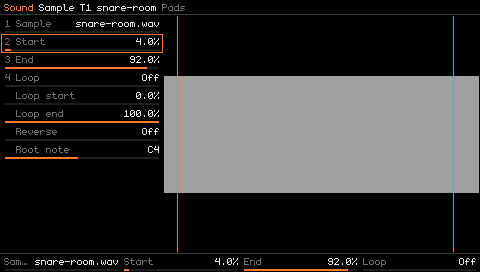 Sound Sample T1 snare-room Pads
1 Sample snare-room.wav
2 Start 4.0%
3 End 92.0%
4 Loop Off
Loop start 0.0%
Loop end 100.0%
Reverse Off
Root note C4
Sam… snare-room.wav Start 4.0% End 92.0% Loop Off